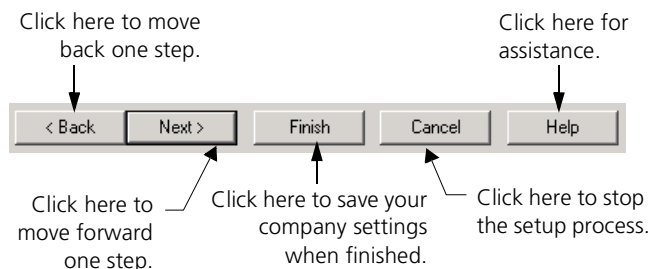 Click here to move
back one step.
Click here for
assistance.
< Back
Next >
Finish
Cancel
Help
Click here to
move forward
one step.
Click here to save your
company settings
when finished.
Click here to stop
the setup process.